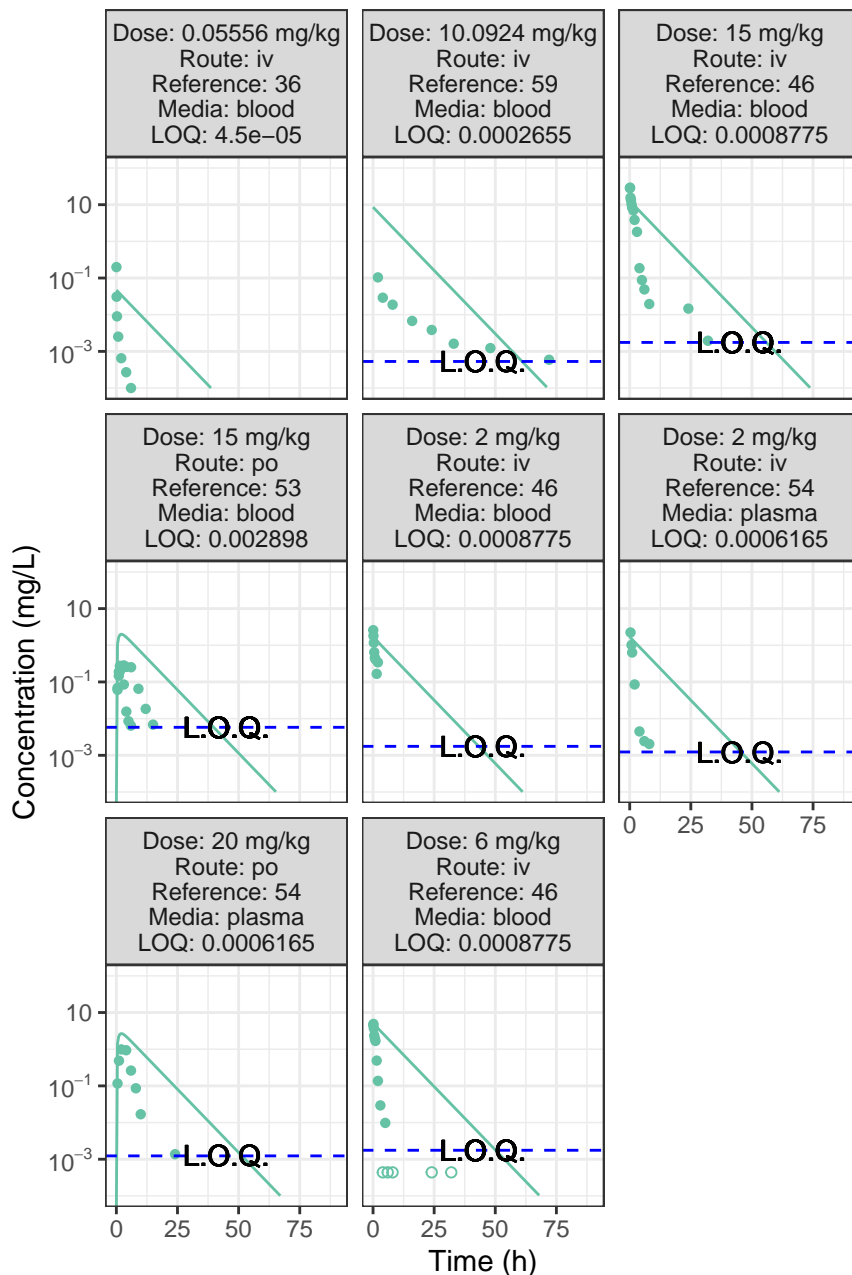 Dose: 0.05556 mg/kg
Route: iv
Reference: 36
Media: blood
LOQ: 4.5e−05
Dose: 10.0924 mg/kg
Route: iv
Reference: 59
Media: blood
LOQ: 0.0002655
Dose: 15 mg/kg
Route: iv
Reference: 46
Media: blood
LOQ: 0.0008775
10
10⁻¹
10⁻³
L.O.Q.
L.O.Q.
Dose: 15 mg/kg
Route: po
Reference: 53
Media: blood
LOQ: 0.002898
Dose: 2 mg/kg
Route: iv
Reference: 46
Media: blood
LOQ: 0.0008775
Dose: 2 mg/kg
Route: iv
Reference: 54
Media: plasma
LOQ: 0.0006165
Concentration (mg/L)
10
10⁻¹
10⁻³
L.O.Q.
L.O.Q.
L.O.Q.
0 25 50 75
Dose: 20 mg/kg
Route: po
Reference: 54
Media: plasma
LOQ: 0.0006165
Dose: 6 mg/kg
Route: iv
Reference: 46
Media: blood
LOQ: 0.0008775
10
10⁻¹
10⁻³
L.O.Q.
L.O.Q.
0 25 50 75
0 25 50 75
Time (h)